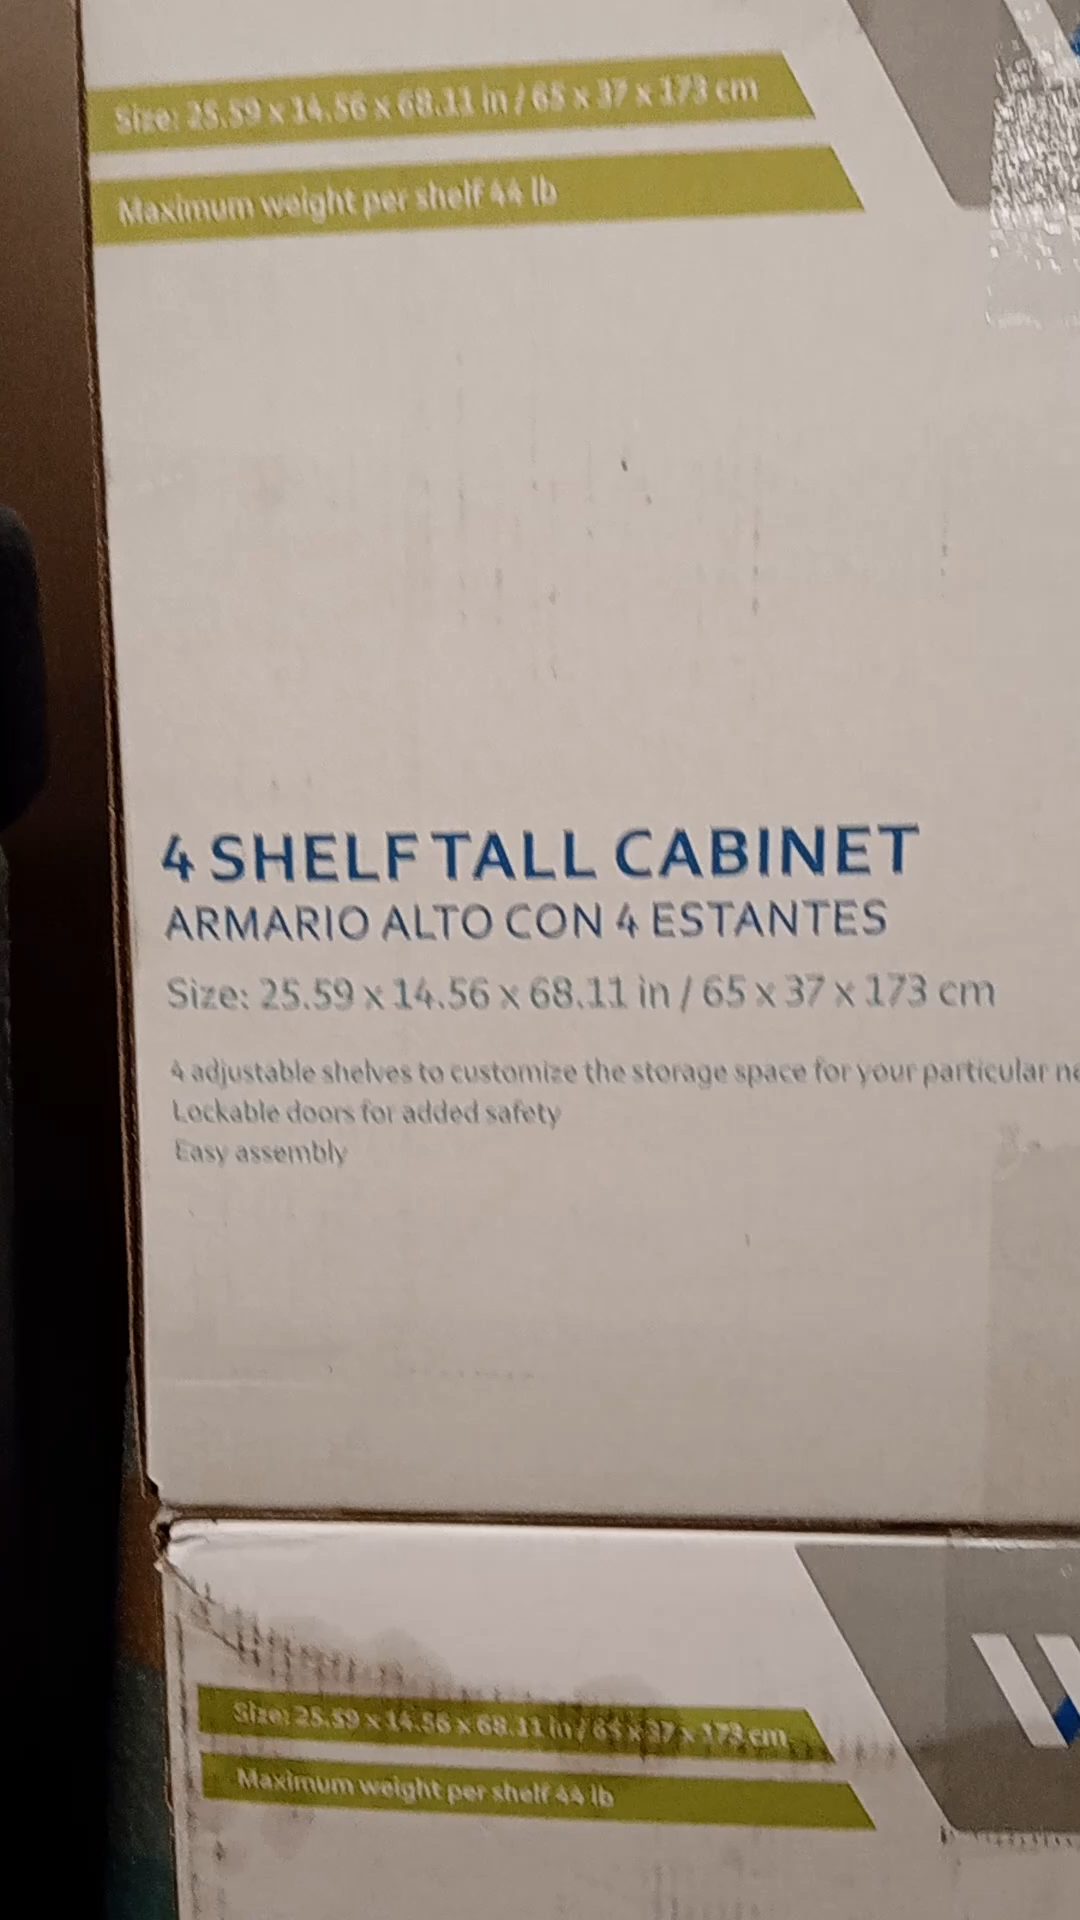 Size: 25.59 x 14.56 x 68.11 in / 65 x 37 x 173 cm
Maximum weight per shelf 44 lb
4 SHELF TALL CABINET
ARMARIO ALTO CON 4 ESTANTES
Size: 25.59 x 14.56 x 68.11 in / 65 x 37 x 173 cm
4 adjustable shelves to customize the storage space for your particular
Lockable doors for added safety
Easy assembly
Size: 25.59 x 14.56 x 68.11 in / 65 x 37 x 173 cm
Maximum weight per shelf 44 lb